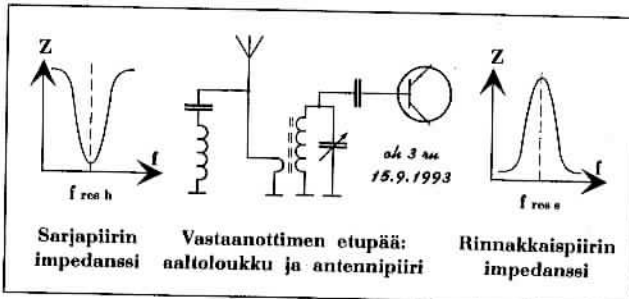 Z
f
f res h
Sarjapiirin
impedanssi
oh 3 ru
15.9.1993
Vastaanottimen etupää:
aaltoloukku ja antennipiiri
Z
f
f res s
Rinnakkaispiirin
impedanssi